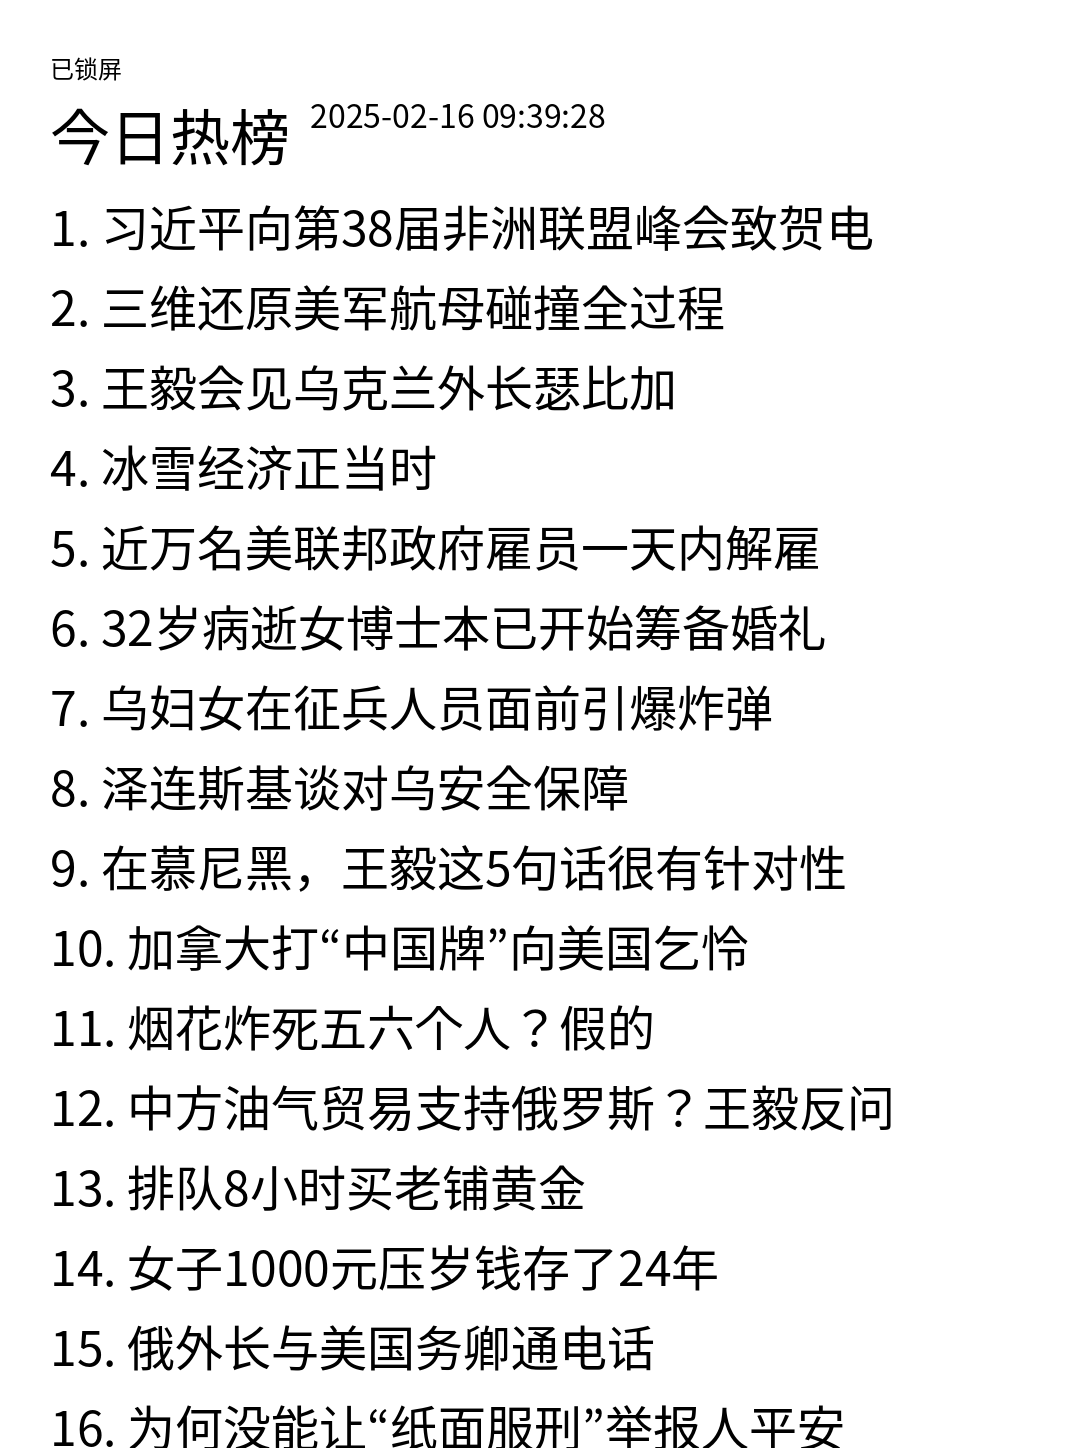 已锁屏
今日热榜 2025-02-16 09:39:28
1. 习近平向第38届非洲联盟峰会致贺电
2. 三维还原美军航母碰撞全过程
3. 王毅会见乌克兰外长瑟比加
4. 冰雪经济正当时
5. 近万名美联邦政府雇员一天内解雇
6. 32岁病逝女博士本已开始筹备婚礼
7. 乌妇女在征兵人员面前引爆炸弹
8. 泽连斯基谈对乌安全保障
9. 在慕尼黑，王毅这5句话很有针对性
10. 加拿大打“中国牌”向美国乞怜
11. 烟花炸死五六个人？假的
12. 中方油气贸易支持俄罗斯？王毅反问
13. 排队8小时买老铺黄金
14. 女子1000元压岁钱存了24年
15. 俄外长与美国务卿通电话
16. 为何没能让“纸面服刑”举报人平安